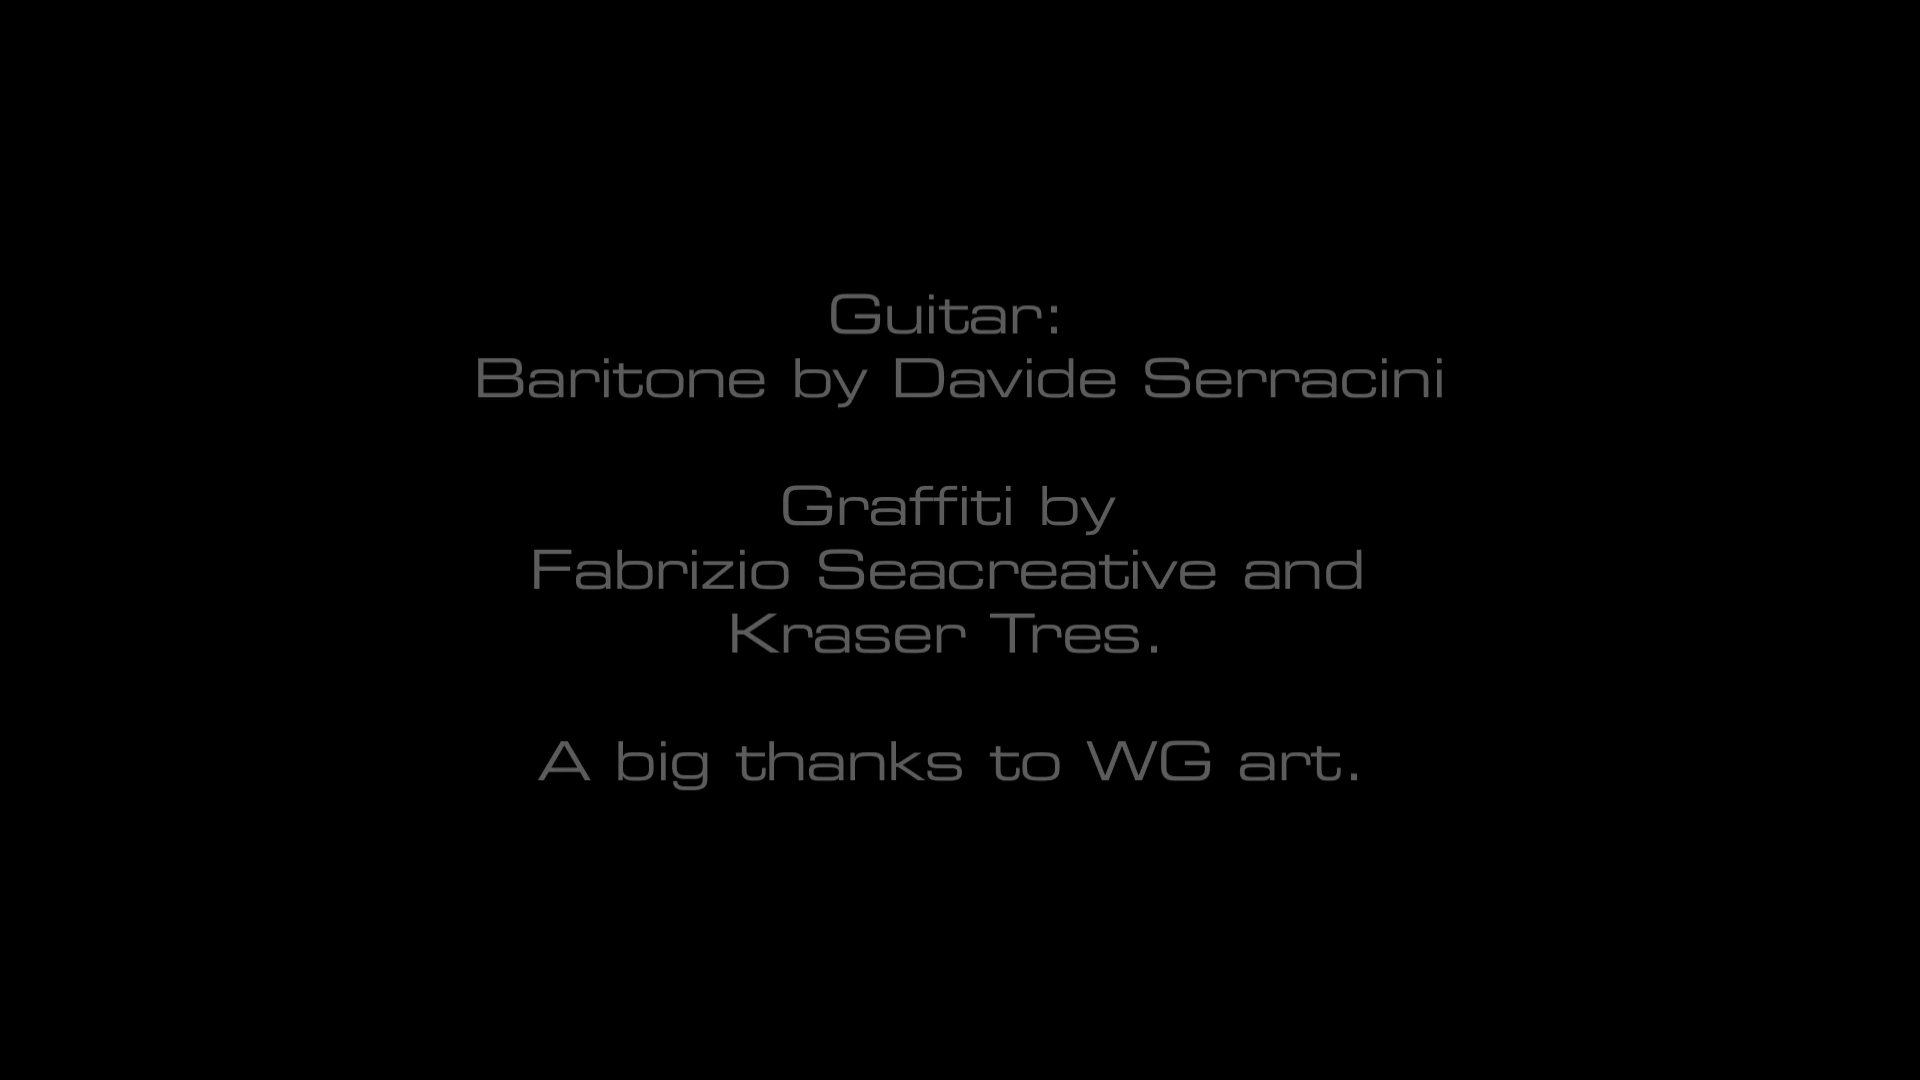 Guitar:
Baritone by Davide Serracini
Graffiti by
Fabrizio Seacreative and
Kraser Tres.
A big thanks to WG art.